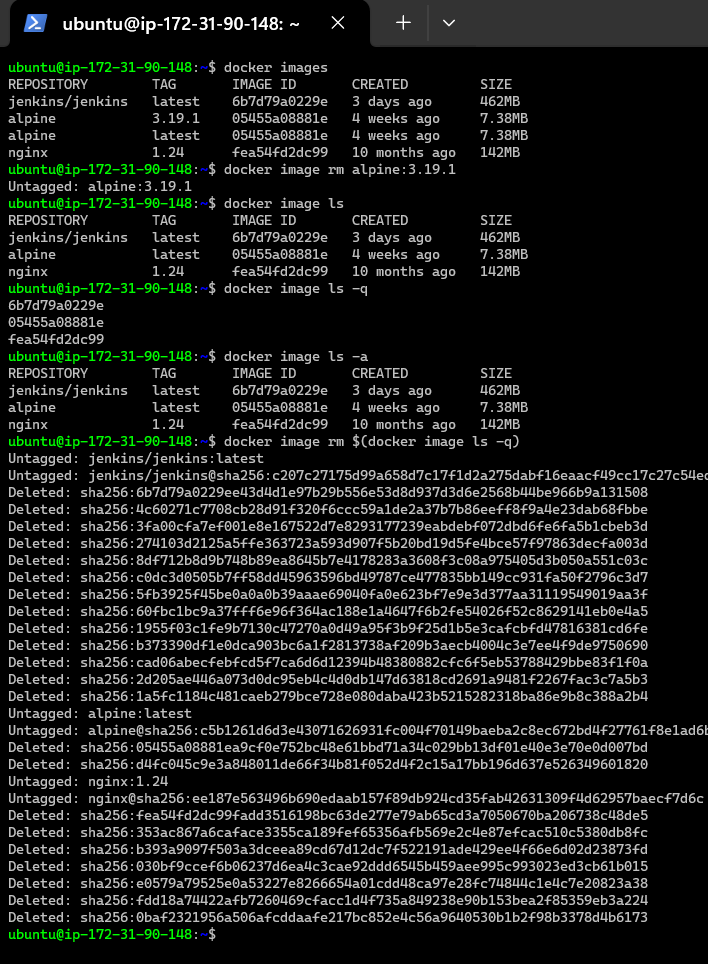 ubuntu@ip-172-31-90-148: ~
ubuntu@ip-172-31-90-148:~$ docker images
REPOSITORY        TAG       IMAGE ID       CREATED         SIZE
jenkins/jenkins   latest    6b7d79a0229e   3 days ago      462MB
alpine            3.19.1    05455a08881e   4 weeks ago     7.38MB
alpine            latest    05455a08881e   4 weeks ago     7.38MB
nginx             1.24      fea54fd2dc99   10 months ago   142MB
ubuntu@ip-172-31-90-148:~$ docker image rm alpine:3.19.1
Untagged: alpine:3.19.1
ubuntu@ip-172-31-90-148:~$ docker image ls
REPOSITORY        TAG       IMAGE ID       CREATED         SIZE
jenkins/jenkins   latest    6b7d79a0229e   3 days ago      462MB
alpine            latest    05455a08881e   4 weeks ago     7.38MB
nginx             1.24      fea54fd2dc99   10 months ago   142MB
ubuntu@ip-172-31-90-148:~$ docker image ls -q
6b7d79a0229e
05455a08881e
fea54fd2dc99
ubuntu@ip-172-31-90-148:~$ docker image ls -a
REPOSITORY        TAG       IMAGE ID       CREATED         SIZE
jenkins/jenkins   latest    6b7d79a0229e   3 days ago      462MB
alpine            latest    05455a08881e   4 weeks ago     7.38MB
nginx             1.24      fea54fd2dc99   10 months ago   142MB
ubuntu@ip-172-31-90-148:~$ docker image rm $(docker image ls -q)
Untagged: jenkins/jenkins:latest
Untagged: jenkins/jenkins@sha256:c207c27175d99a658d7c17f1d2a275dabf16eaacf49cc17c27c54ed
Deleted: sha256:6b7d79a0229ee43d4d1e97b29b556e53d8d937d3d6e2568b44be966b9a131508
Deleted: sha256:4c60271c7708cb28d91f320f6ccc59a1de2a37b7b86eeff8f9a4e23dab68fbbe
Deleted: sha256:3fa00cfa7ef001e8e167522d7e8293177239eabdebf072dbd6fe6fa5b1cbeb3d
Deleted: sha256:274103d2125a5ffe363723a593d907f5b20bd19d5fe4bce57f97863decfa003d
Deleted: sha256:8df712b8d9b748b89ea8645b7e4178283a3608f3c08a975405d3b050a551c03c
Deleted: sha256:c0dc3d0505b7ff58dd45963596bd49787ce477835bb149cc931fa50f2796c3d7
Deleted: sha256:5fb3925f45be0a0a0b39aaae69040fa0e623bf7e9e3d377aa31119549019aa3f
Deleted: sha256:60fbc1bc9a37fff6e96f364ac188e1a4647f6b2fe54026f52c8629141eb0e4a5
Deleted: sha256:1955f03c1fe9b7130c47270a0d49a95f3b9f25d1b5e3cafcbfd47816381cd6fe
Deleted: sha256:b373390df1e0dca903bc6a1f2813738af209b3aecb4004c3e7ee4f9de9750690
Deleted: sha256:cad06abecfebfcd5f7ca6d6d12394b48380882cfc6f5eb53788429bbe83f1f0a
Deleted: sha256:2d205ae446a073d0dc95eb4c4d0db147d63818cd2691a9481f2267fac3c7a5b3
Deleted: sha256:1a5fc1184c481caeb279bce728e080daba423b5215282318ba86e9b8c388a2b4
Untagged: alpine:latest
Untagged: alpine@sha256:c5b1261d6d3e43071626931fc004f70149baeba2c8ec672bd4f27761f8e1ad6b
Deleted: sha256:05455a08881ea9cf0e752bc48e61bbd71a34c029bb13df01e40e3e70e0d007bd
Deleted: sha256:d4fc045c9e3a848011de66f34b81f052d4f2c15a17bb196d637e526349601820
Untagged: nginx:1.24
Untagged: nginx@sha256:ee187e563496b690edaab157f89db924cd35fab42631309f4d62957baecf7d6c
Deleted: sha256:fea54fd2dc99fadd3516198bc63de277e79ab65cd3a7050670ba206738c48de5
Deleted: sha256:353ac867a6caface3355ca189fef65356afb569e2c4e87efcac510c5380db8fc
Deleted: sha256:b393a9097f503a3dceea89cd67d12dc7f522191ade429ee4f66e6d02d23873fd
Deleted: sha256:030bf9ccef6b06237d6ea4c3cae92ddd6545b459aee995c993023ed3cb61b015
Deleted: sha256:e0579a79525e0a53227e8266654a01cdd48ca97e28fc74844c1e4c7e20823a38
Deleted: sha256:fdd18a74422afb7260469cfacc1d4f735a849238e90b153bea2f85359eb3a224
Deleted: sha256:0baf2321956a506afcddaafe217bc852e4c56a9640530b1b2f98b3378d4b6173
ubuntu@ip-172-31-90-148:~$